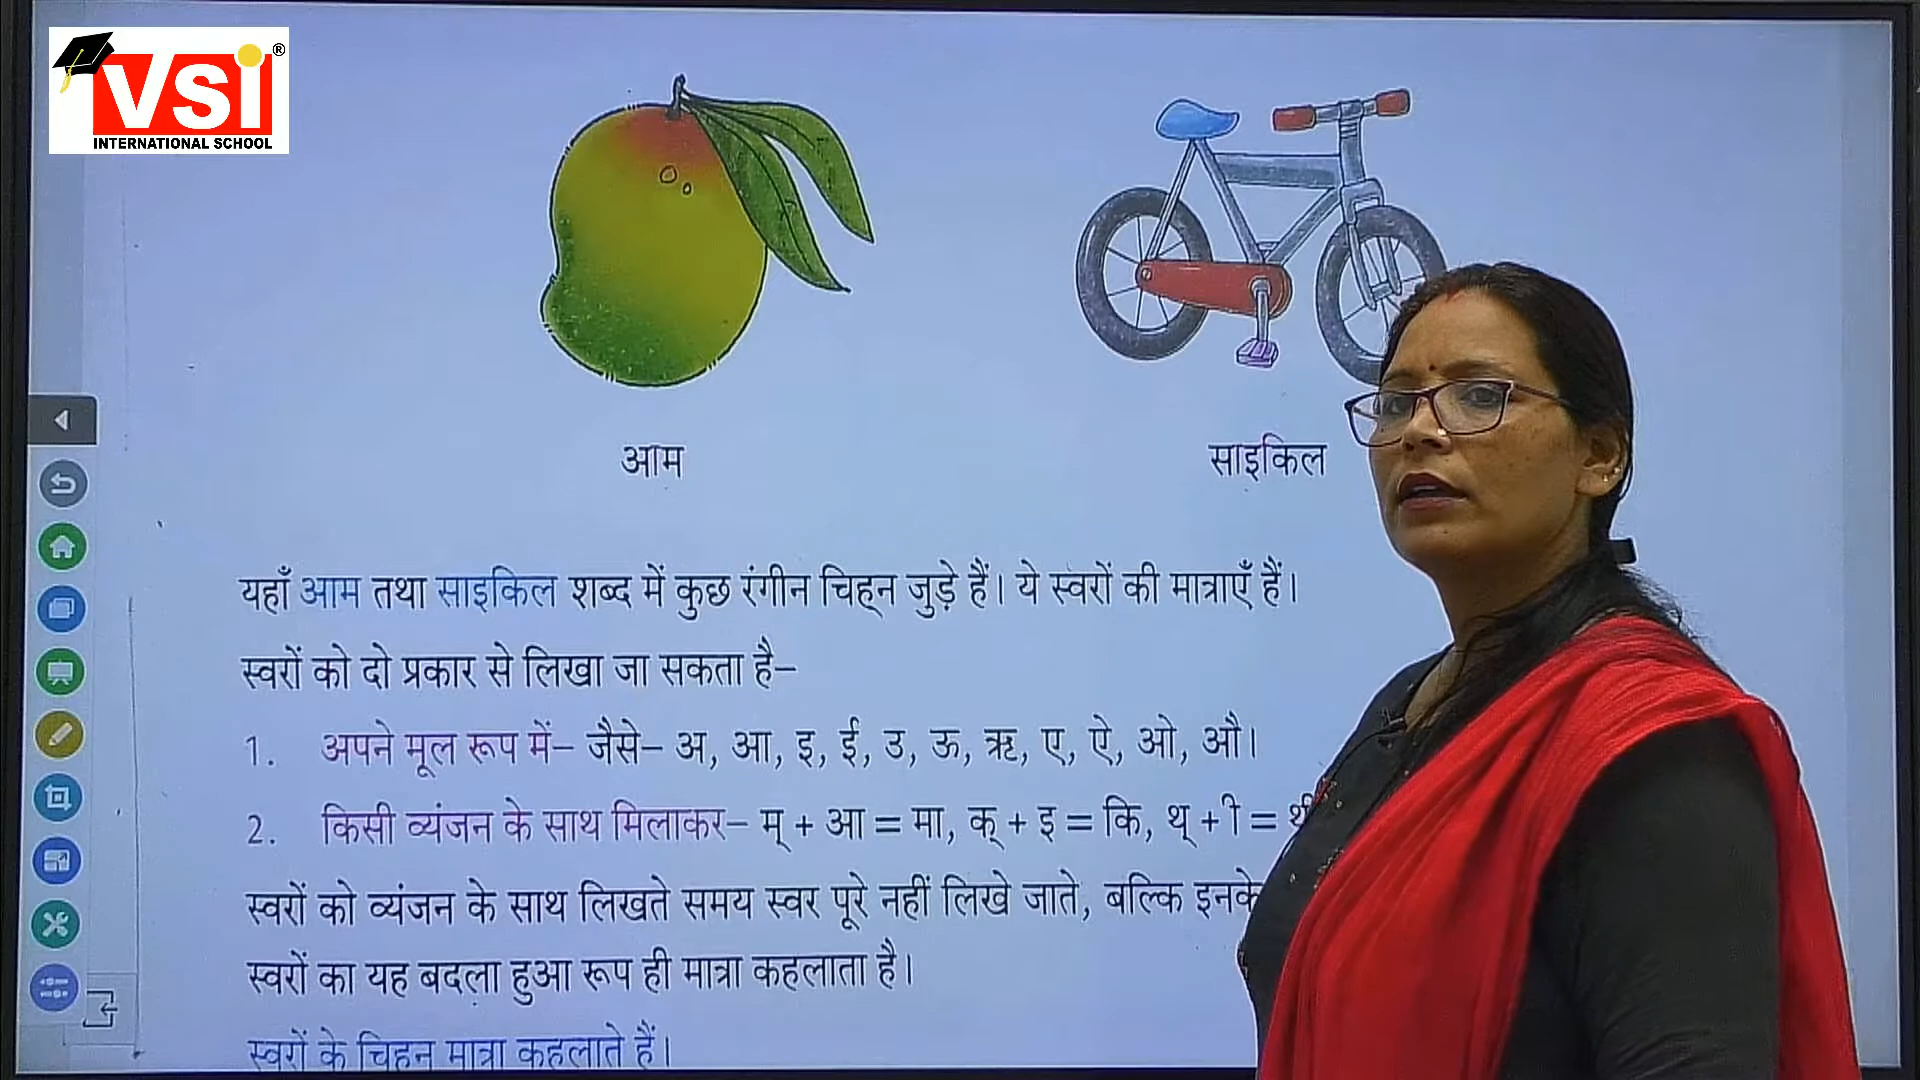 VSI ®
INTERNATIONAL SCHOOL
आम
साइकिल
यहाँ आम तथा साइकिल शब्द में कुछ रंगीन चिह्न जुड़े हैं। ये स्वरों की मात्राएँ हैं।
स्वरों को दो प्रकार से लिखा जा सकता है–
1. अपने मूल रूप में– जैसे– अ, आ, इ, ई, उ, ऊ, ऋ, ए, ऐ, ओ, औ।
2. किसी व्यंजन के साथ मिलाकर– म् + आ = मा, क् + इ = कि, थ् + ी = थी
स्वरों को व्यंजन के साथ लिखते समय स्वर पूरे नहीं लिखे जाते, बल्कि इनके
स्वरों का यह बदला हुआ रूप ही मात्रा कहलाता है।
स्वरों के चिह्न मात्रा कहलाते हैं।